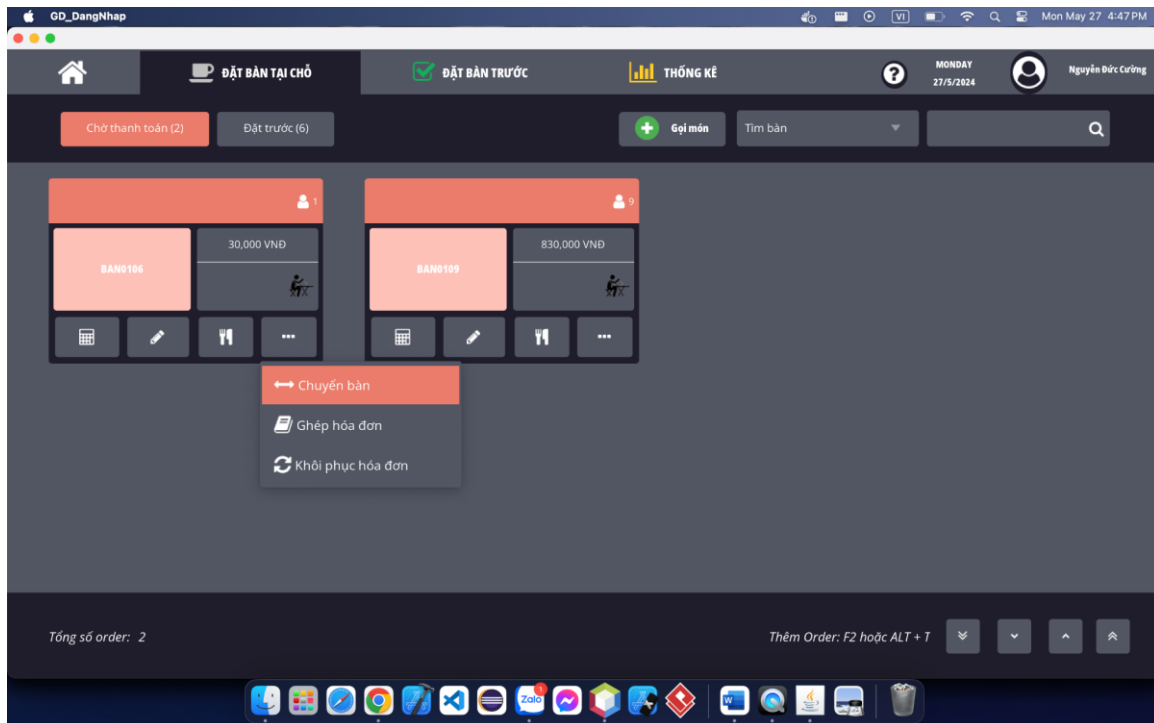 GD_DangNhap
VI
Mon May 27 4:47 PM
ĐẶT BÀN TẠI CHỖ
ĐẶT BÀN TRƯỚC
THỐNG KÊ
?
MONDAY
27/5/2024
Nguyễn Đức Cường
Chờ thanh toán (2)
Đặt trước (6)
Gọi món
Tìm bàn
1
9
BAN0106
30,000 VNĐ
BAN0109
830,000 VNĐ
Chuyển bàn
Ghép hóa đơn
Khôi phục hóa đơn
Tổng số order: 2
Thêm Order: F2 hoặc ALT + T
Zalo
1